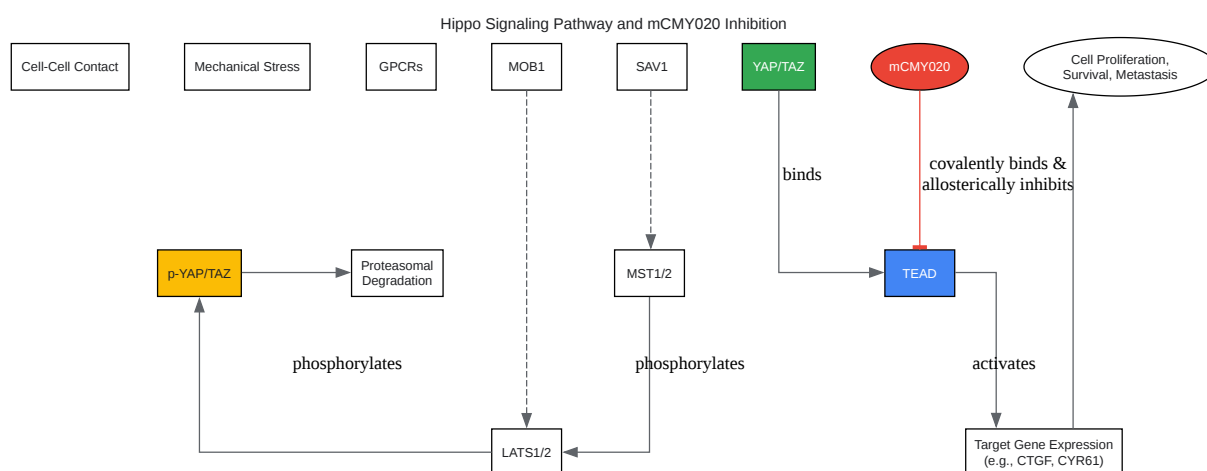 Hippo Signaling Pathway and mCMY020 Inhibition
Cell-Cell Contact
Mechanical Stress
GPCRs
MOB1
SAV1
YAP/TAZ
mCMY020
Cell Proliferation,
Survival, Metastasis
binds
covalently binds &
allosterically inhibits
p-YAP/TAZ
Proteasomal
Degradation
MST1/2
TEAD
phosphorylates
phosphorylates
activates
LATS1/2
Target Gene Expression
(e.g., CTGF, CYR61)